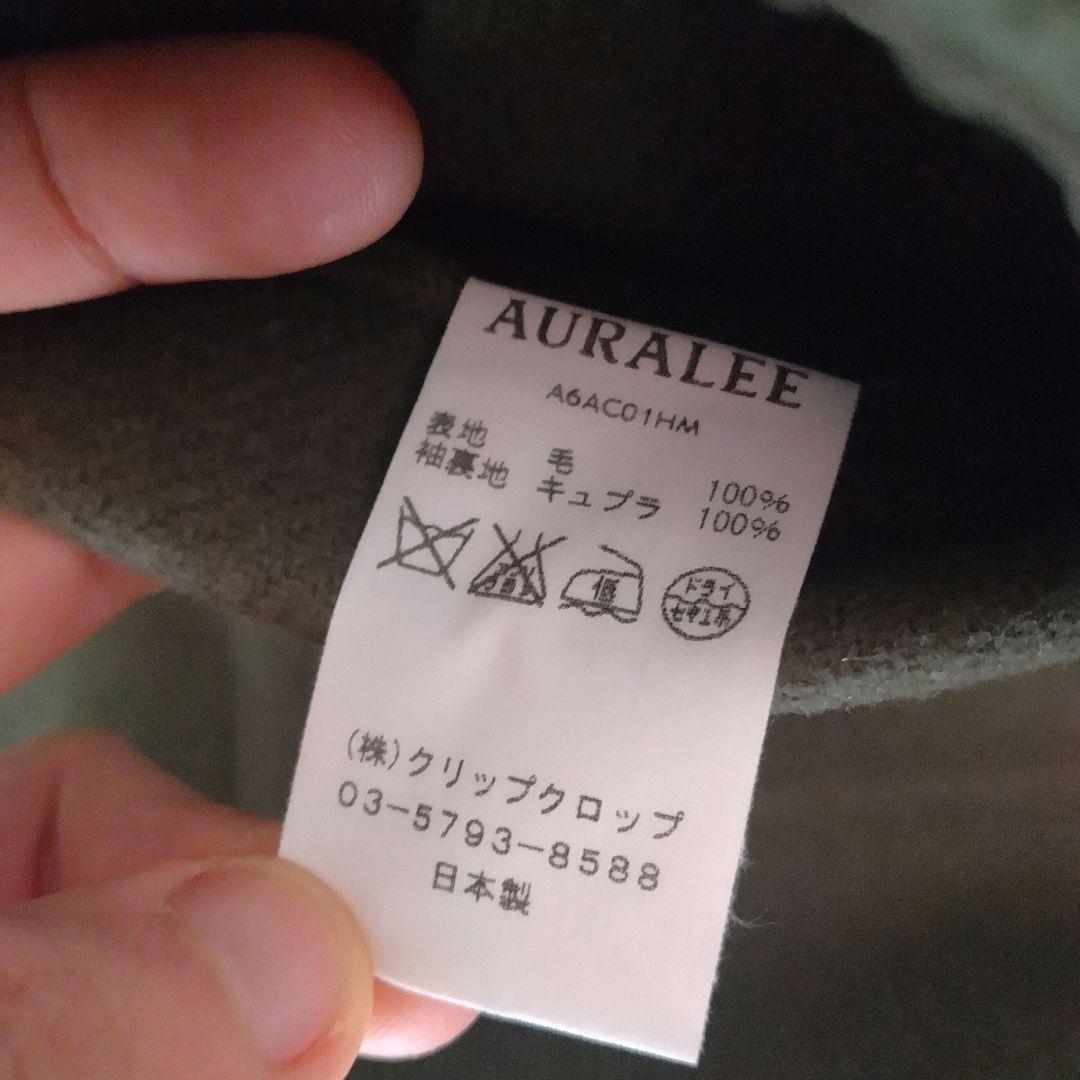 AURALEE
A6AC01HM
表地 毛 100%
袖裏地 キュプラ 100%
低 ドライ
セキユ系
(株)クリップクロップ
03-5793-8588
日本製